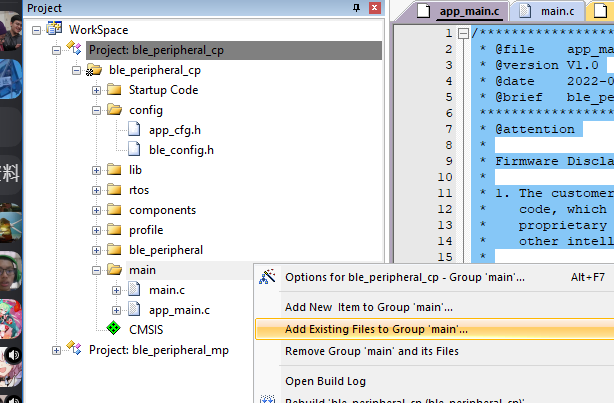 Project
WorkSpace
Project: ble_peripheral_cp
ble_peripheral_cp
Startup Code
config
app_cfg.h
ble_config.h
lib
rtos
components
profile
ble_peripheral
main
main.c
app_main.c
CMSIS
Project: ble_peripheral_mp
料
app_main.c
main.c
1 /********************
2 * @file app_ma
3 * @version V1.0
4 * @date 2022-0
5 * @brief ble_pe
6 *********************
7 * @attention
8 *
9 * Firmware Discla
10 *
11 * 1. The customer
12 code, which
13 * proprietary
14 * other intell
15 *
Options for ble_peripheral_cp - Group 'main'... Alt+F7
Add New Item to Group 'main'...
Add Existing Files to Group 'main'...
Remove Group 'main' and its Files
Open Build Log
Rebuild 'ble_peripheral_cp (ble_peripheral_cp)'